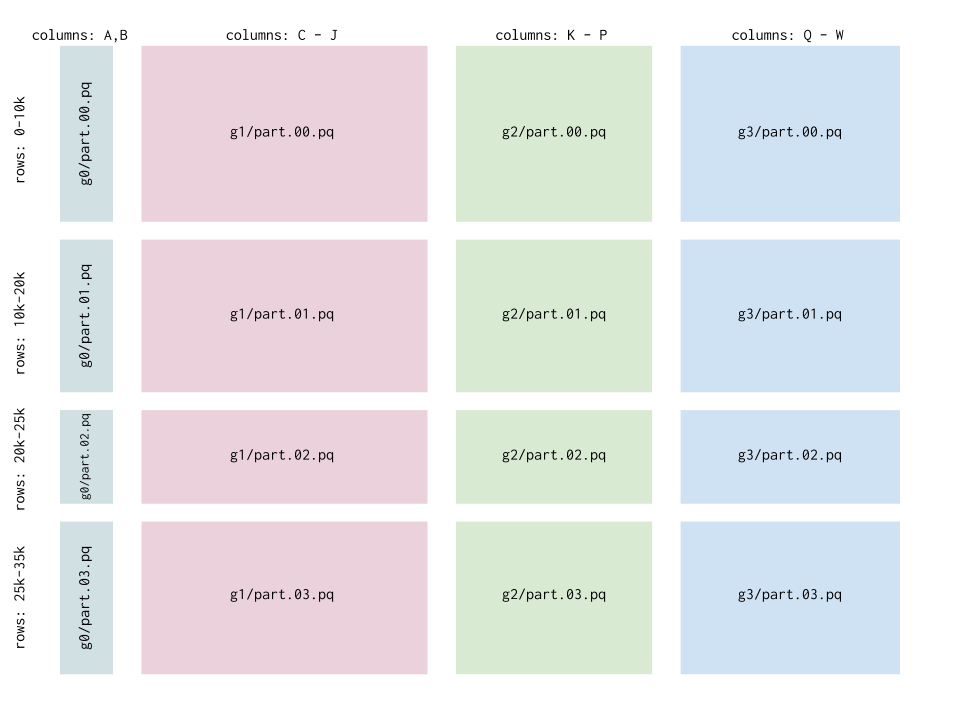 columns: A,B
columns: C - J
columns: K - P
columns: Q - W
rows: 0-10k
g0/part.00.pq
g1/part.00.pq
g2/part.00.pq
g3/part.00.pq
rows: 10k-20k
g0/part.01.pq
g1/part.01.pq
g2/part.01.pq
g3/part.01.pq
rows: 20k-25k
g0/part.02.pq
g1/part.02.pq
g2/part.02.pq
g3/part.02.pq
rows: 25k-35k
g0/part.03.pq
g1/part.03.pq
g2/part.03.pq
g3/part.03.pq